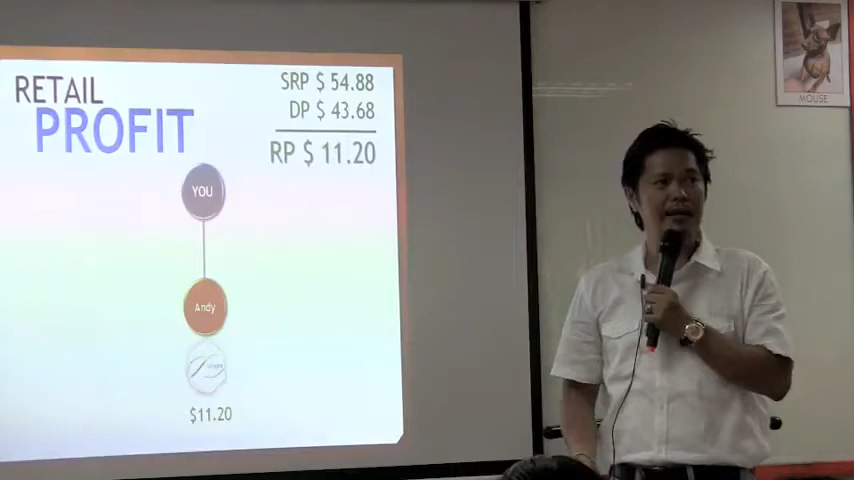 RETAIL
PROFIT
SRP $ 54.88
DP $ 43.68
RP $ 11.20
YOU
Andy
$11.20
MOUSE